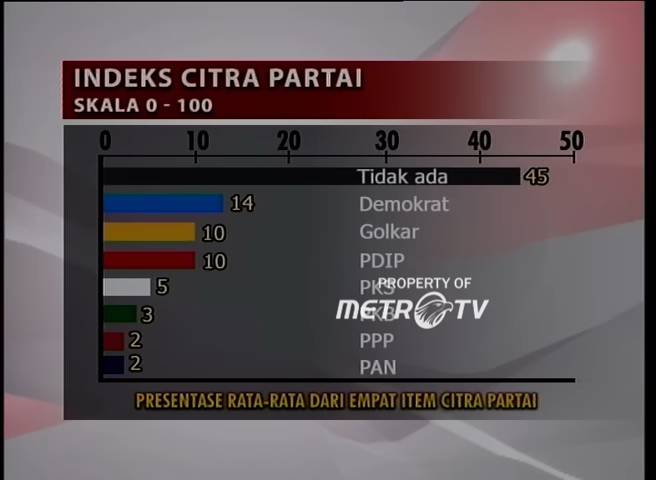 INDEKS CITRA PARTAI
SKALA 0 - 100
0 10 20 30 40 50
Tidak ada 45
14 Demokrat
10 Golkar
10 PDIP
5 PKS
PROPERTY OF
METRO TV
3 PKB
2 PPP
2 PAN
PRESENTASE RATA-RATA DARI EMPAT ITEM CITRA PARTAI